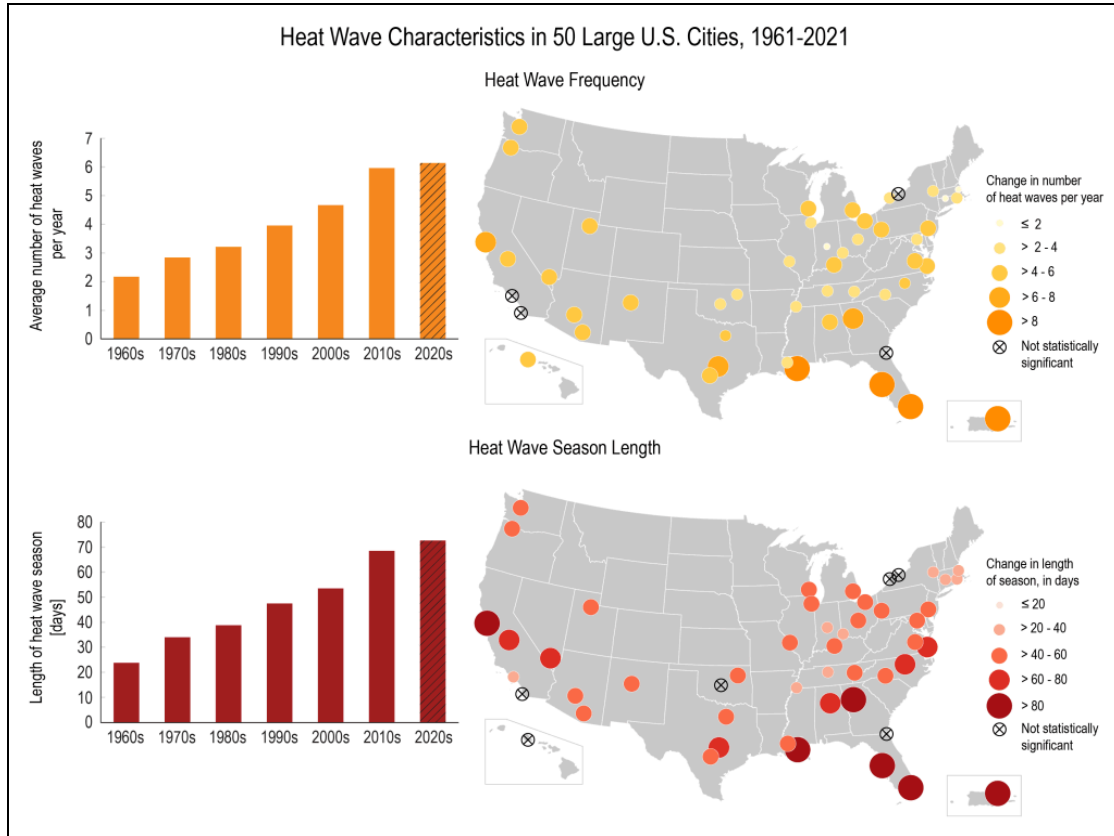 Heat Wave Characteristics in 50 Large U.S. Cities, 1961-2021
Heat Wave Frequency
Average number of heat waves
per year
7
6
5
4
3
2
1
0
1960s 1970s 1980s 1990s 2000s 2010s 2020s
Change in number
of heat waves per year
≤ 2
> 2 - 4
> 4 - 6
> 6 - 8
> 8
Not statistically
significant
Heat Wave Season Length
Length of heat wave season
[days]
80
70
60
50
40
30
20
10
0
1960s 1970s 1980s 1990s 2000s 2010s 2020s
Change in length
of season, in days
≤ 20
> 20 - 40
> 40 - 60
> 60 - 80
> 80
Not statistically
significant